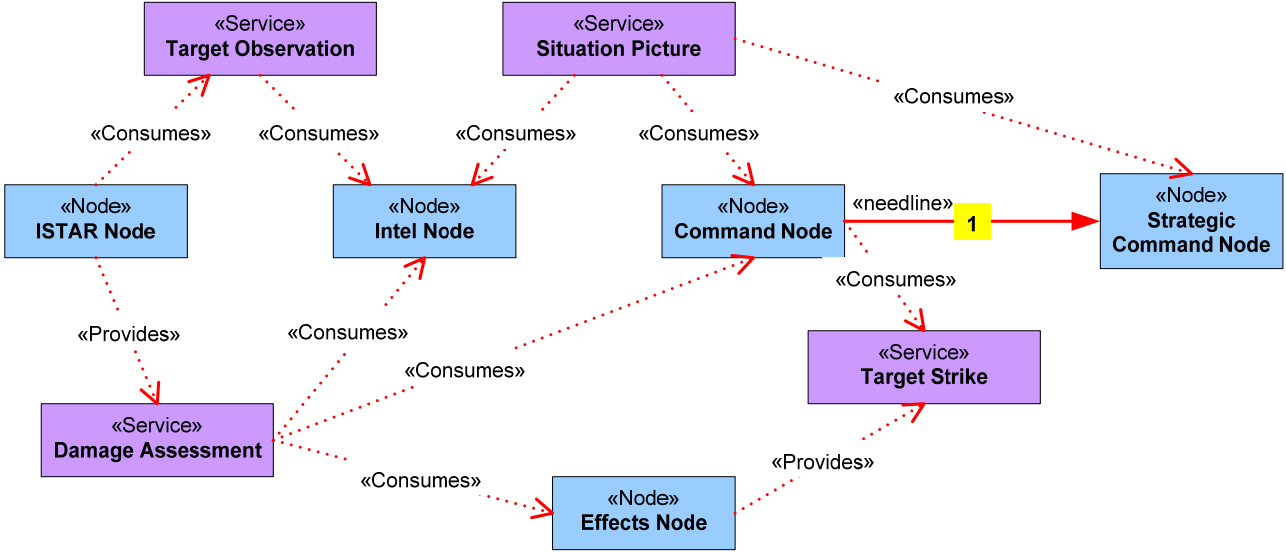 «Service»
Target Observation
«Service»
Situation Picture
«Consumes»
«Consumes»
«Consumes»
«Consumes»
«Consumes»
«Node»
ISTAR Node
«Node»
Intel Node
«Node»
Command Node
«needline»
1
«Node»
Strategic
Command Node
«Consumes»
«Provides»
«Consumes»
«Consumes»
«Service»
Target Strike
«Service»
Damage Assessment
«Consumes»
«Provides»
«Node»
Effects Node